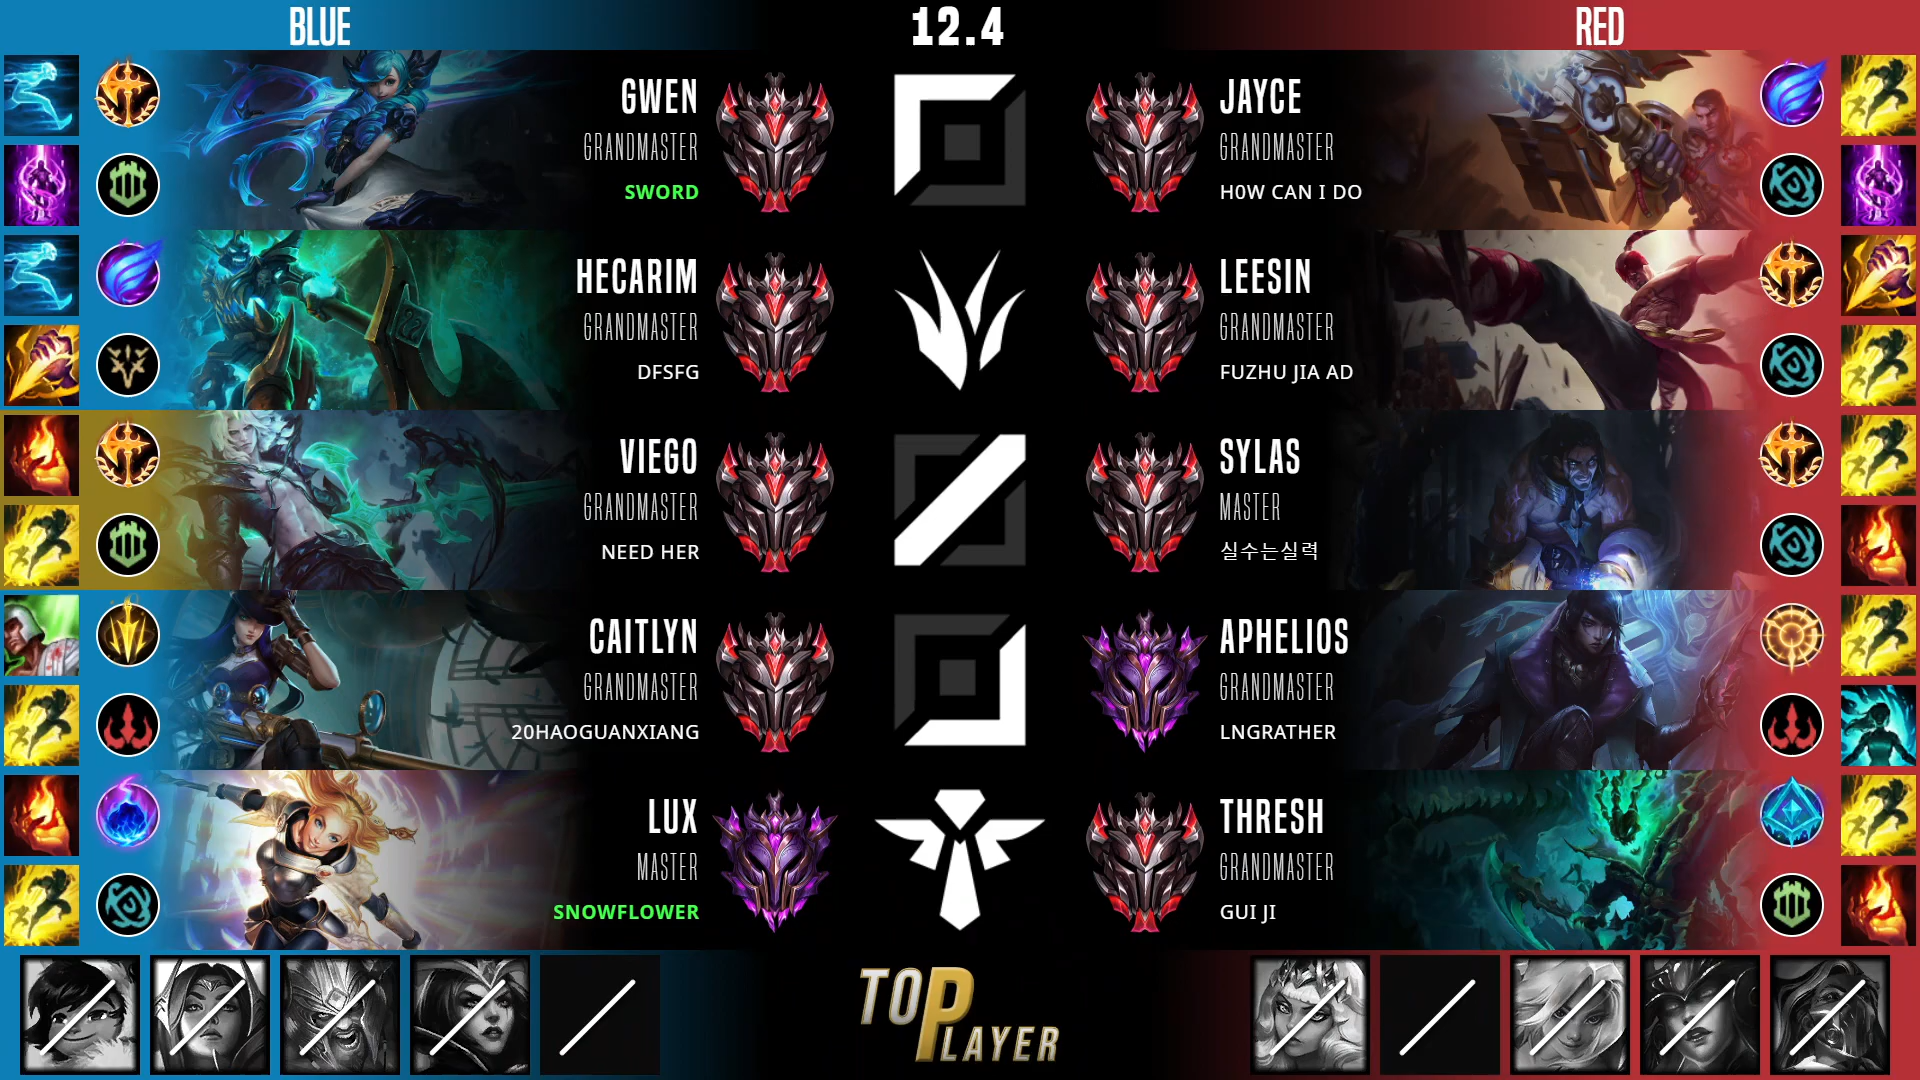 BLUE
12.4
RED
GWEN
GRANDMASTER
SWORD
JAYCE
GRANDMASTER
H0W CAN I DO
HECARIM
GRANDMASTER
DFSFG
LEESIN
GRANDMASTER
FUZHU JIA AD
VIEGO
GRANDMASTER
NEED HER
SYLAS
MASTER
실수는실력
CAITLYN
GRANDMASTER
20HAOGUANXIANG
APHELIOS
GRANDMASTER
LNGRATHER
LUX
MASTER
SNOWFLOWER
THRESH
GRANDMASTER
GUI JI
TOP
PLAYER